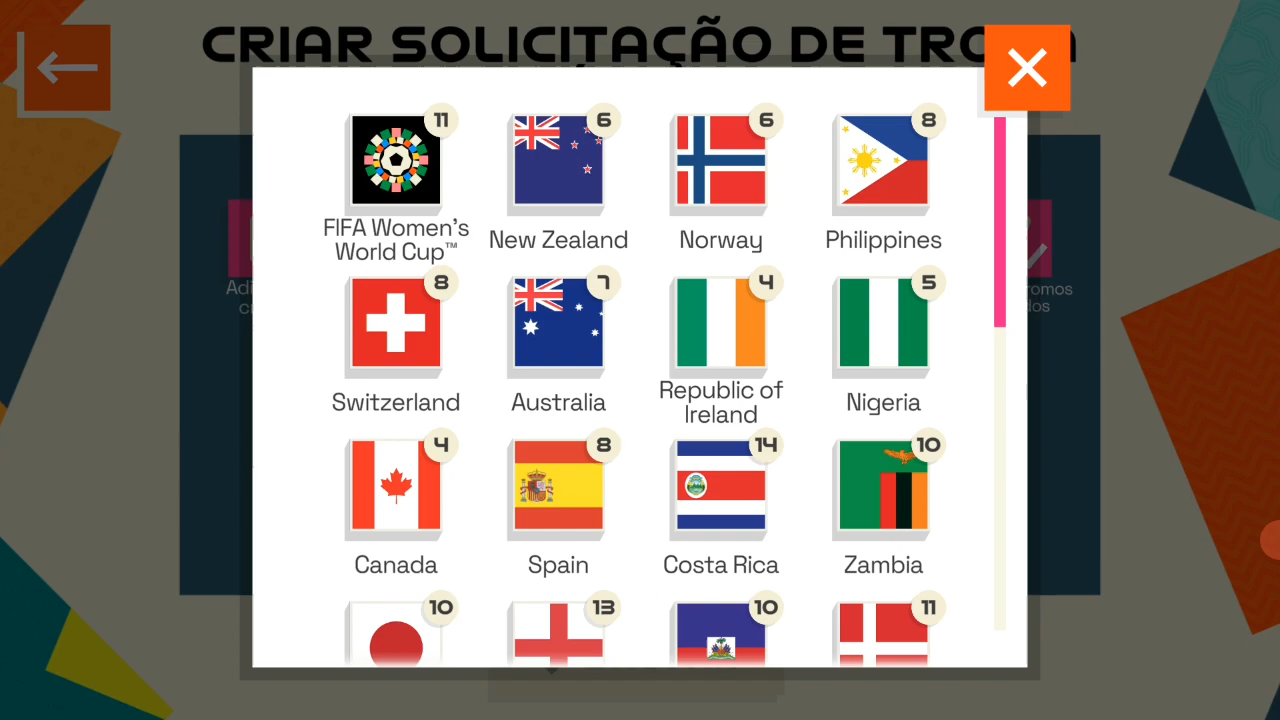 CRIAR SOLICITAÇÃO DE
11
6
6
8
FIFA Women's
World Cup™
New Zealand
Norway
Philippines
8
7
4
5
Switzerland
Australia
Republic of
Ireland
Nigeria
4
8
14
10
Canada
Spain
Costa Rica
Zambia
10
13
10
11